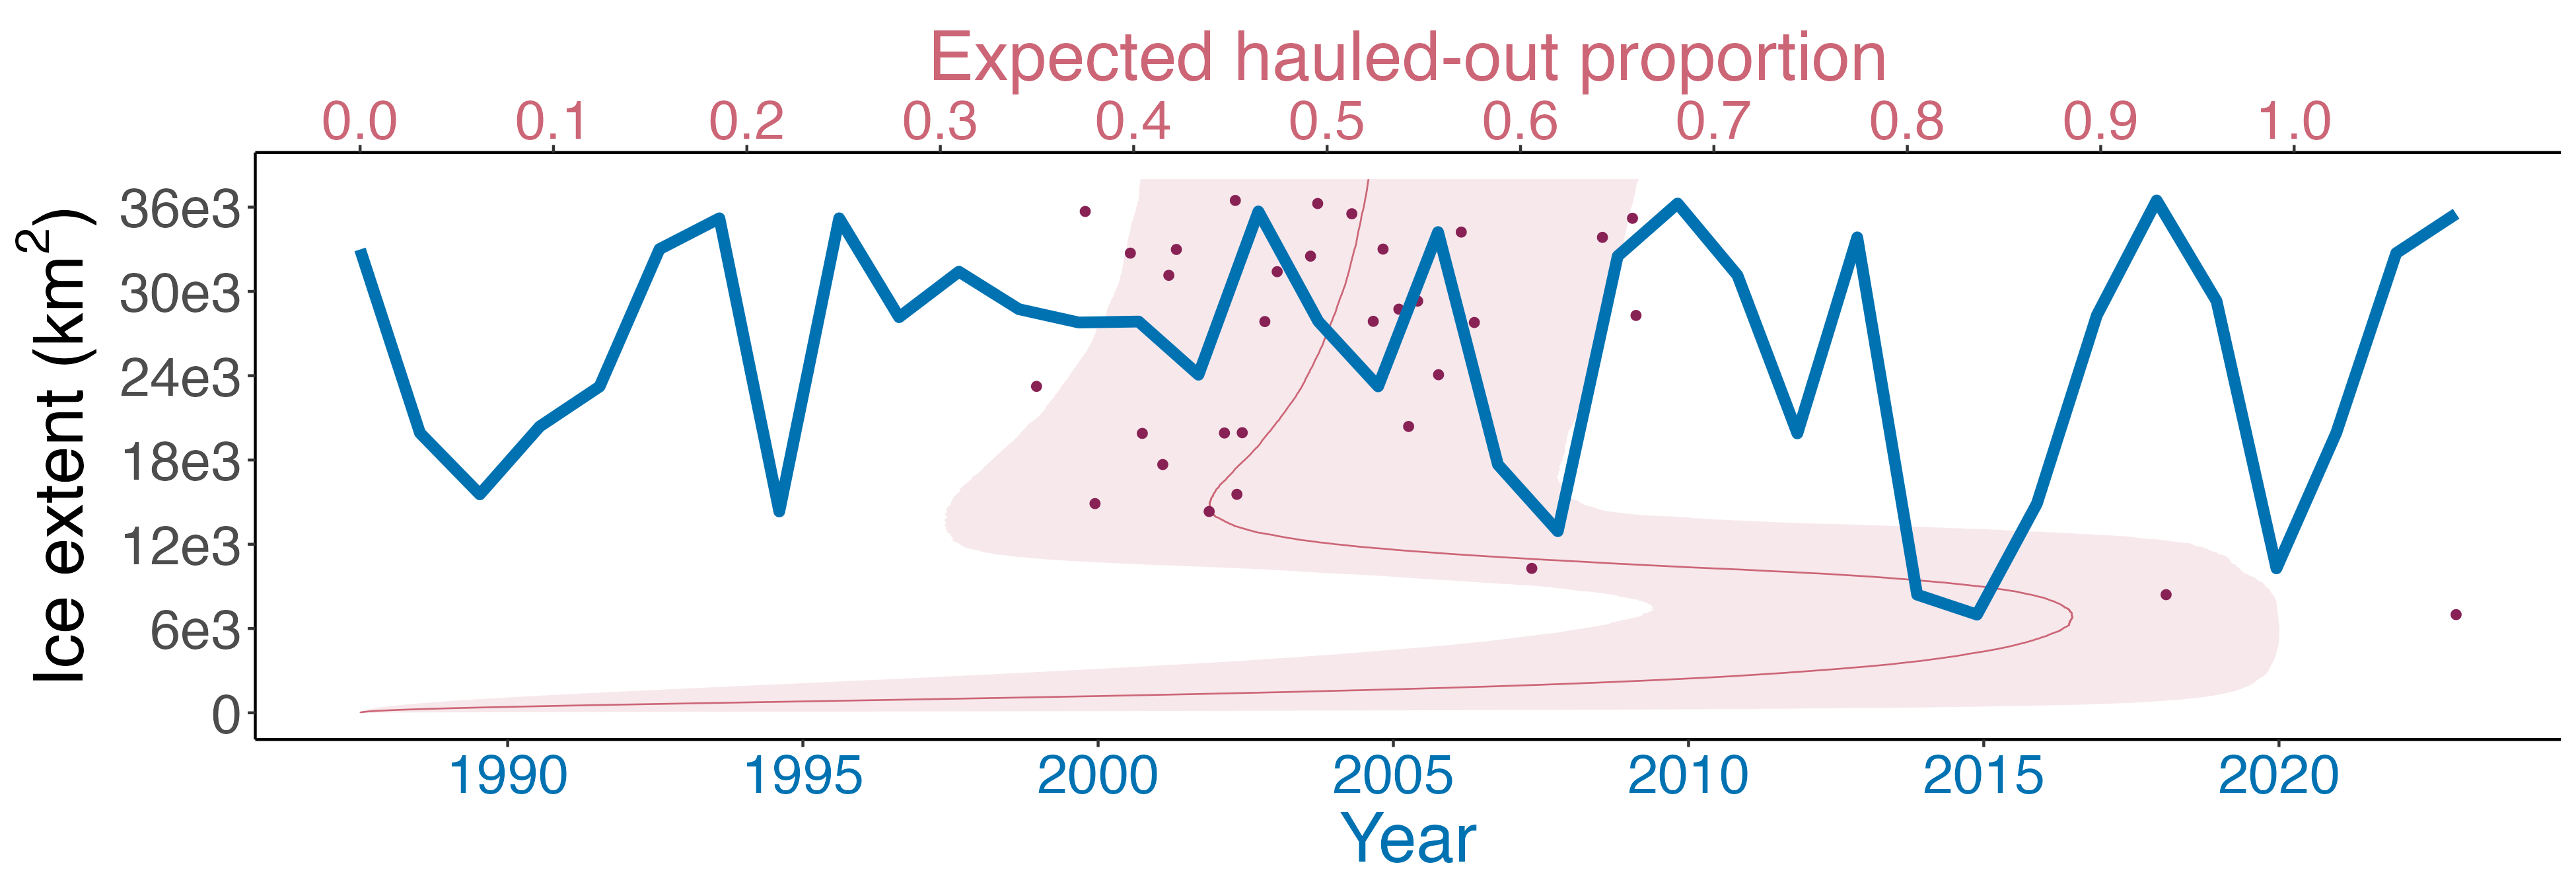 Expected hauled-out proportion
0.0 0.1 0.2 0.3 0.4 0.5 0.6 0.7 0.8 0.9 1.0
Ice extent (km²)
36e3
30e3
24e3
18e3
12e3
6e3
0
1990 1995 2000 2005 2010 2015 2020
Year